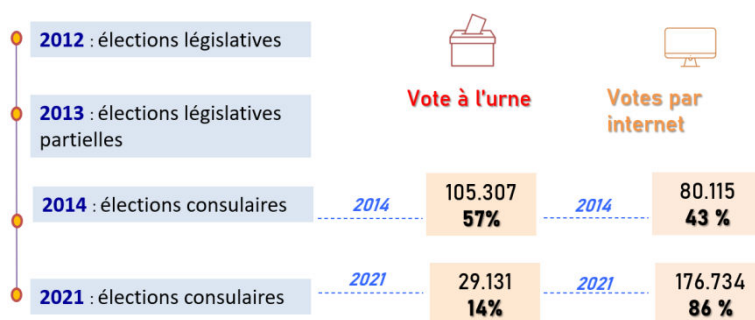 2012 : élections législatives
Vote à l'urne
Votes par
internet
2013 : élections législatives
partielles
2014 : élections consulaires
2014
105.307
57%
2014
80.115
43 %
2021 : élections consulaires
2021
29.131
14%
2021
176.734
86 %